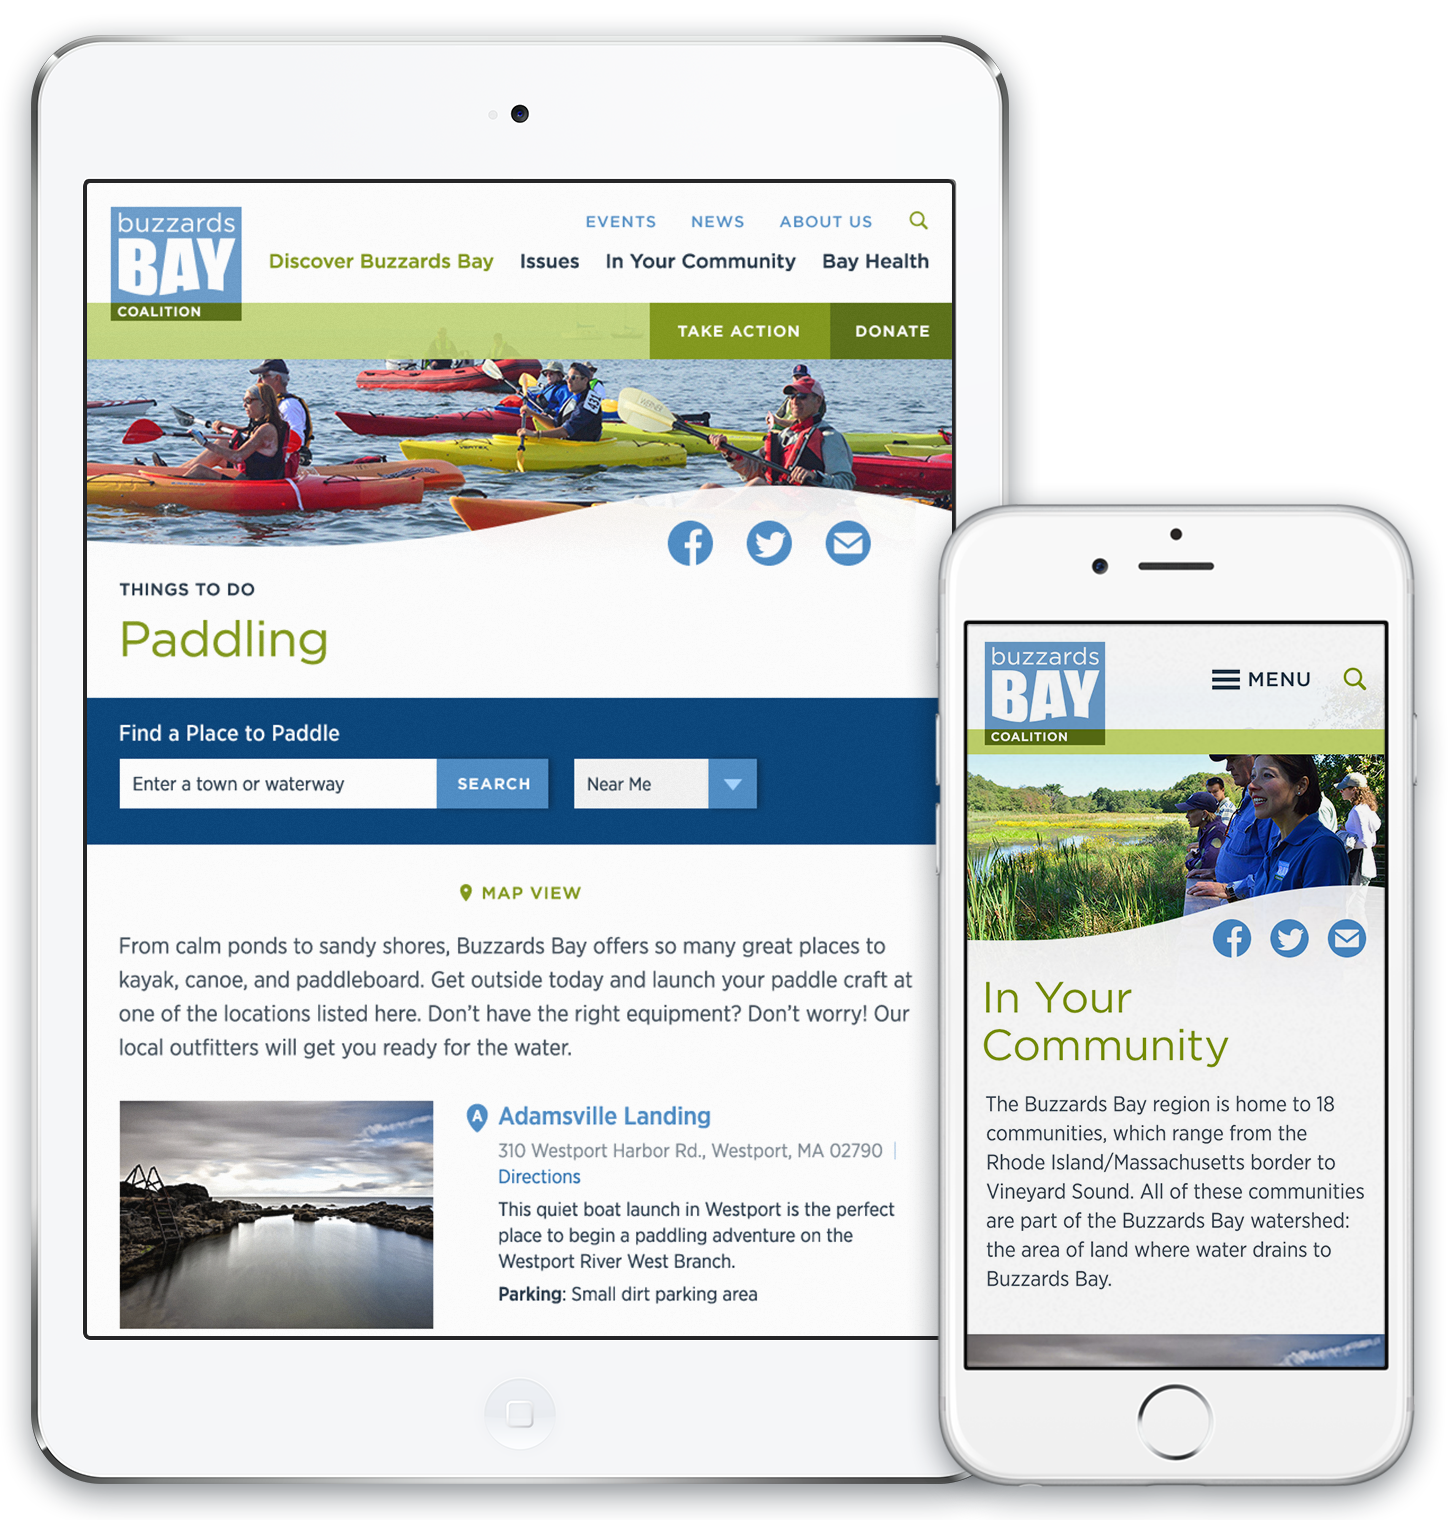 buzzards
BAY
COALITION
EVENTS NEWS ABOUT US
Discover Buzzards Bay Issues In Your Community Bay Health
TAKE ACTION DONATE
431
WERNER
THINGS TO DO
Paddling
Find a Place to Paddle
Enter a town or waterway SEARCH Near Me
MAP VIEW
From calm ponds to sandy shores, Buzzards Bay offers so many great places to
kayak, canoe, and paddleboard. Get outside today and launch your paddle craft at
one of the locations listed here. Don't have the right equipment? Don't worry! Our
local outfitters will get you ready for the water.
A Adamsville Landing
310 Westport Harbor Rd., Westport, MA 02790 |
Directions
This quiet boat launch in Westport is the perfect
place to begin a paddling adventure on the
Westport River West Branch.
Parking: Small dirt parking area
buzzards
BAY
COALITION
MENU
In Your
Community
The Buzzards Bay region is home to 18
communities, which range from the
Rhode Island/Massachusetts border to
Vineyard Sound. All of these communities
are part of the Buzzards Bay watershed:
the area of land where water drains to
Buzzards Bay.